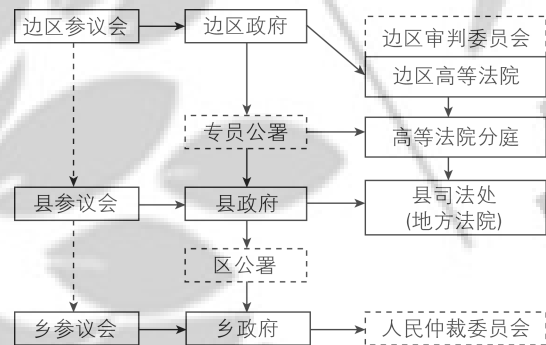 边区参议会
边区政府
边区审判委员会
边区高等法院
专员公署
高等法院分庭
县参议会
县政府
县司法处
(地方法院)
区公署
乡参议会
乡政府
人民仲裁委员会